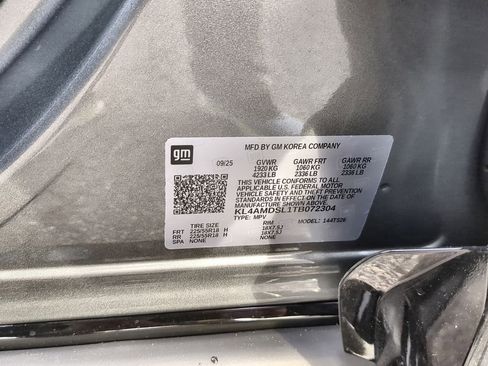 gm
MFD BY GM KOREA COMPANY
09/25 GVWR GAWR FRT GAWR RR
1920 KG 1060 KG 1060 KG
4233 LB 2336 LB 2336 LB
THIS VEHICLE CONFORMS TO ALL
APPLICABLE U.S. FEDERAL MOTOR
VEHICLE SAFETY AND THEFT PREVENTION
STANDARDS IN EFFECT ON THE DATE OF
MANUFACTURE SHOWN ABOVE.
KL4AMDSL1TB072304
TYPE: MPV 144TS26
TIRE SIZE RIM
FRT 225/55R18 H 18X7.5J
RR 225/55R18 H 18X7.5J
SPA NONE NONE